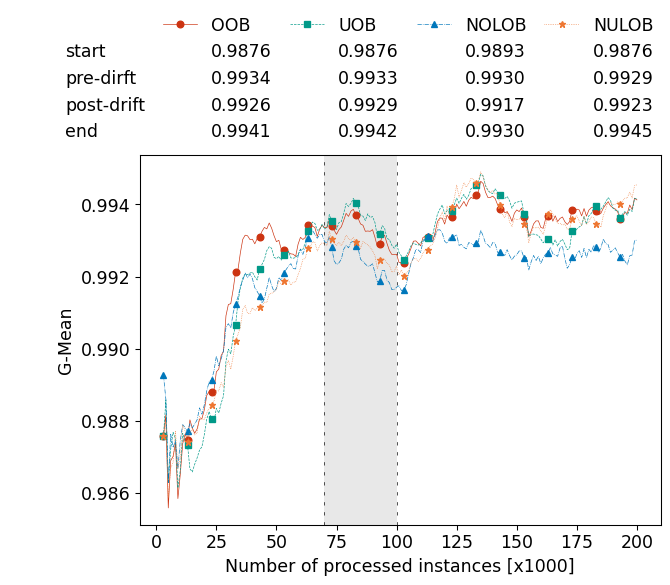 OOB UOB NOLOB NULOB
start 0.9876 0.9876 0.9893 0.9876
pre-dirft 0.9934 0.9933 0.9930 0.9929
post-drift 0.9926 0.9929 0.9917 0.9923
end 0.9941 0.9942 0.9930 0.9945
0.994
0.992
0.990
0.988
0.986
G-Mean
0 25 50 75 100 125 150 175 200
Number of processed instances [x1000]